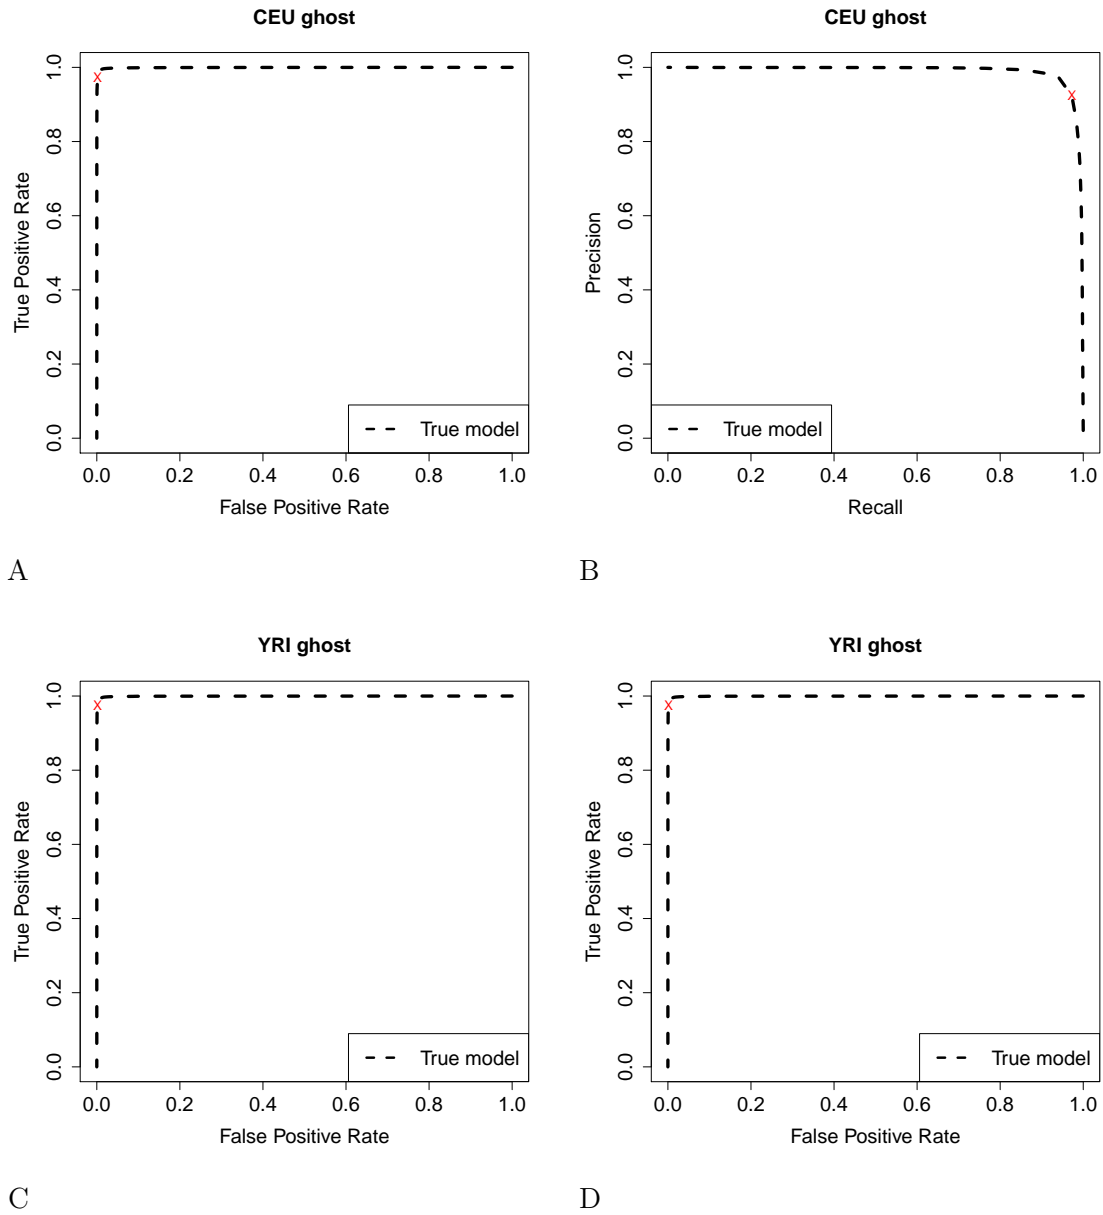 CEU ghost
True Positive Rate
1.0
0.8
0.6
0.4
0.2
0.0
x
True model
0.0 0.2 0.4 0.6 0.8 1.0
False Positive Rate
A
CEU ghost
Precision
1.0
0.8
0.6
0.4
0.2
0.0
x
True model
0.0 0.2 0.4 0.6 0.8 1.0
Recall
B
YRI ghost
True Positive Rate
1.0
0.8
0.6
0.4
0.2
0.0
x
True model
0.0 0.2 0.4 0.6 0.8 1.0
False Positive Rate
C
YRI ghost
True Positive Rate
1.0
0.8
0.6
0.4
0.2
0.0
x
True model
0.0 0.2 0.4 0.6 0.8 1.0
False Positive Rate
D